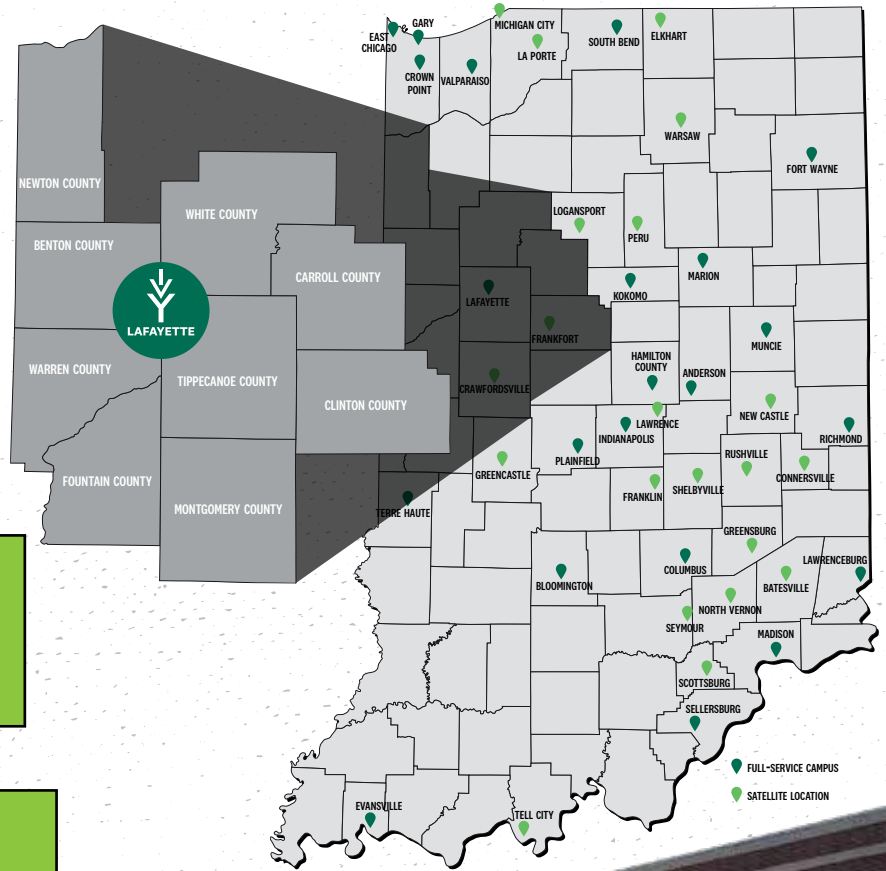 MICHIGAN CITY
GARY
EAST
CHICAGO
SOUTH BEND
ELKHART
LA PORTE
CROWN
POINT
VALPARAISO
WARSAW
FORT WAYNE
NEWTON COUNTY
WHITE COUNTY
LOGANSPORT
PERU
BENTON COUNTY
CARROLL COUNTY
MARION
KOKOMO
LAFAYETTE
LAFAYETTE
FRANKFORT
MUNCIE
HAMILTON
COUNTY
ANDERSON
WARREN COUNTY
TIPPECANOE COUNTY
CRAWFORDSVILLE
CLINTON COUNTY
NEW CASTLE
LAWRENCE
INDIANAPOLIS
RICHMOND
PLAINFIELD
RUSHVILLE
GREENCASTLE
CONNERSVILLE
FOUNTAIN COUNTY
SHELBYVILLE
FRANKLIN
MONTGOMERY COUNTY
TERRE HAUTE
GREENSBURG
LAWRENCEBURG
COLUMBUS
BLOOMINGTON
BATESVILLE
NORTH VERNON
SEYMOUR
MADISON
SCOTTSBURG
SELLERSBURG
FULL-SERVICE CAMPUS
SATELLITE LOCATION
EVANSVILLE
TELL CITY